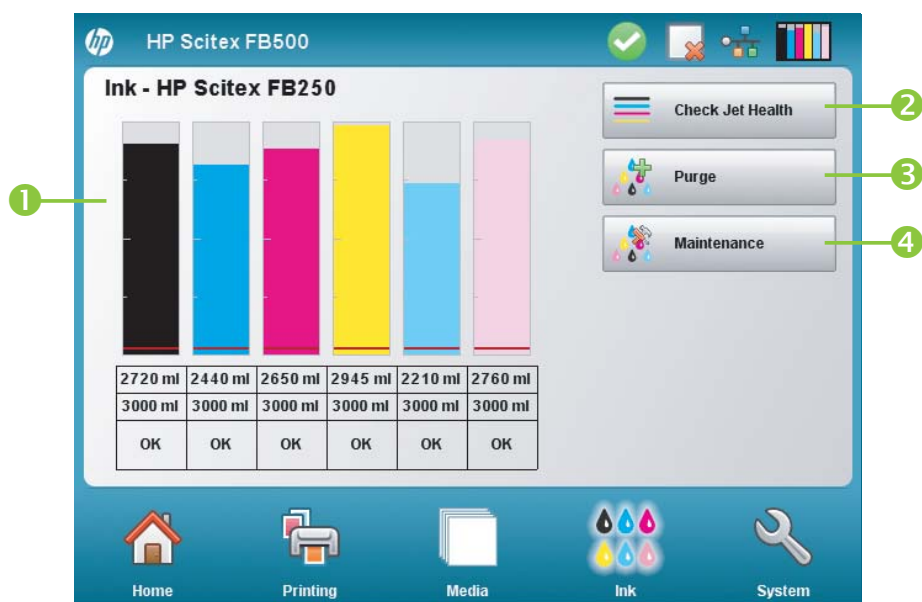 hp HP Scitex FB500
Ink - HP Scitex FB250
1
Check Jet Health 2
Purge 3
Maintenance 4
2720 ml 2440 ml 2650 ml 2945 ml 2210 ml 2760 ml
3000 ml 3000 ml 3000 ml 3000 ml 3000 ml 3000 ml
OK OK OK OK OK OK
Home Printing Media Ink System